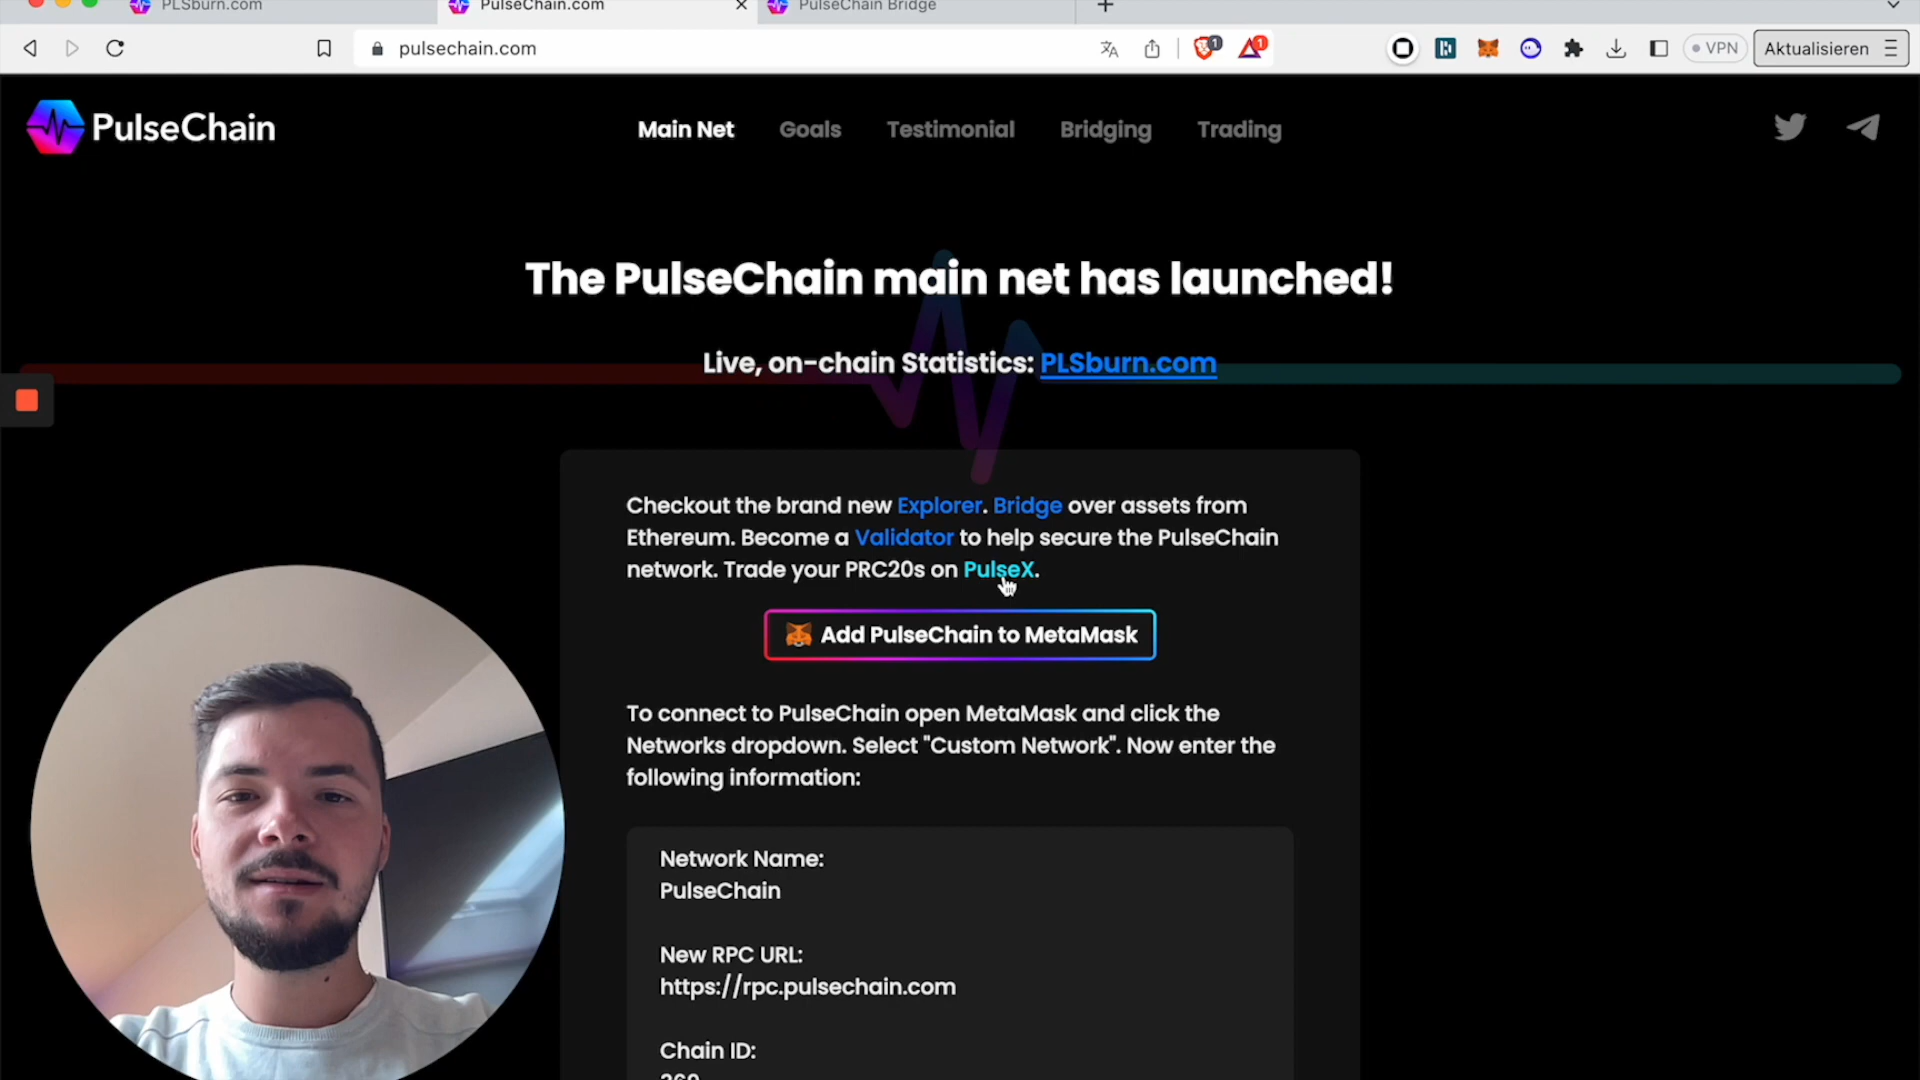 PLSburn.com
PulseChain.com
PulseChain Bridge
pulsechain.com
1
1
VPN
Aktualisieren
PulseChain
Main Net
Goals
Testimonial
Bridging
Trading
The PulseChain main net has launched!
Live, on-chain Statistics: PLSburn.com
Checkout the brand new Explorer. Bridge over assets from
Ethereum. Become a Validator to help secure the PulseChain
network. Trade your PRC20s on PulseX.
Add PulseChain to MetaMask
To connect to PulseChain open MetaMask and click the
Networks dropdown. Select "Custom Network". Now enter the
following information:
Network Name:
PulseChain
New RPC URL:
https://rpc.pulsechain.com
Chain ID: